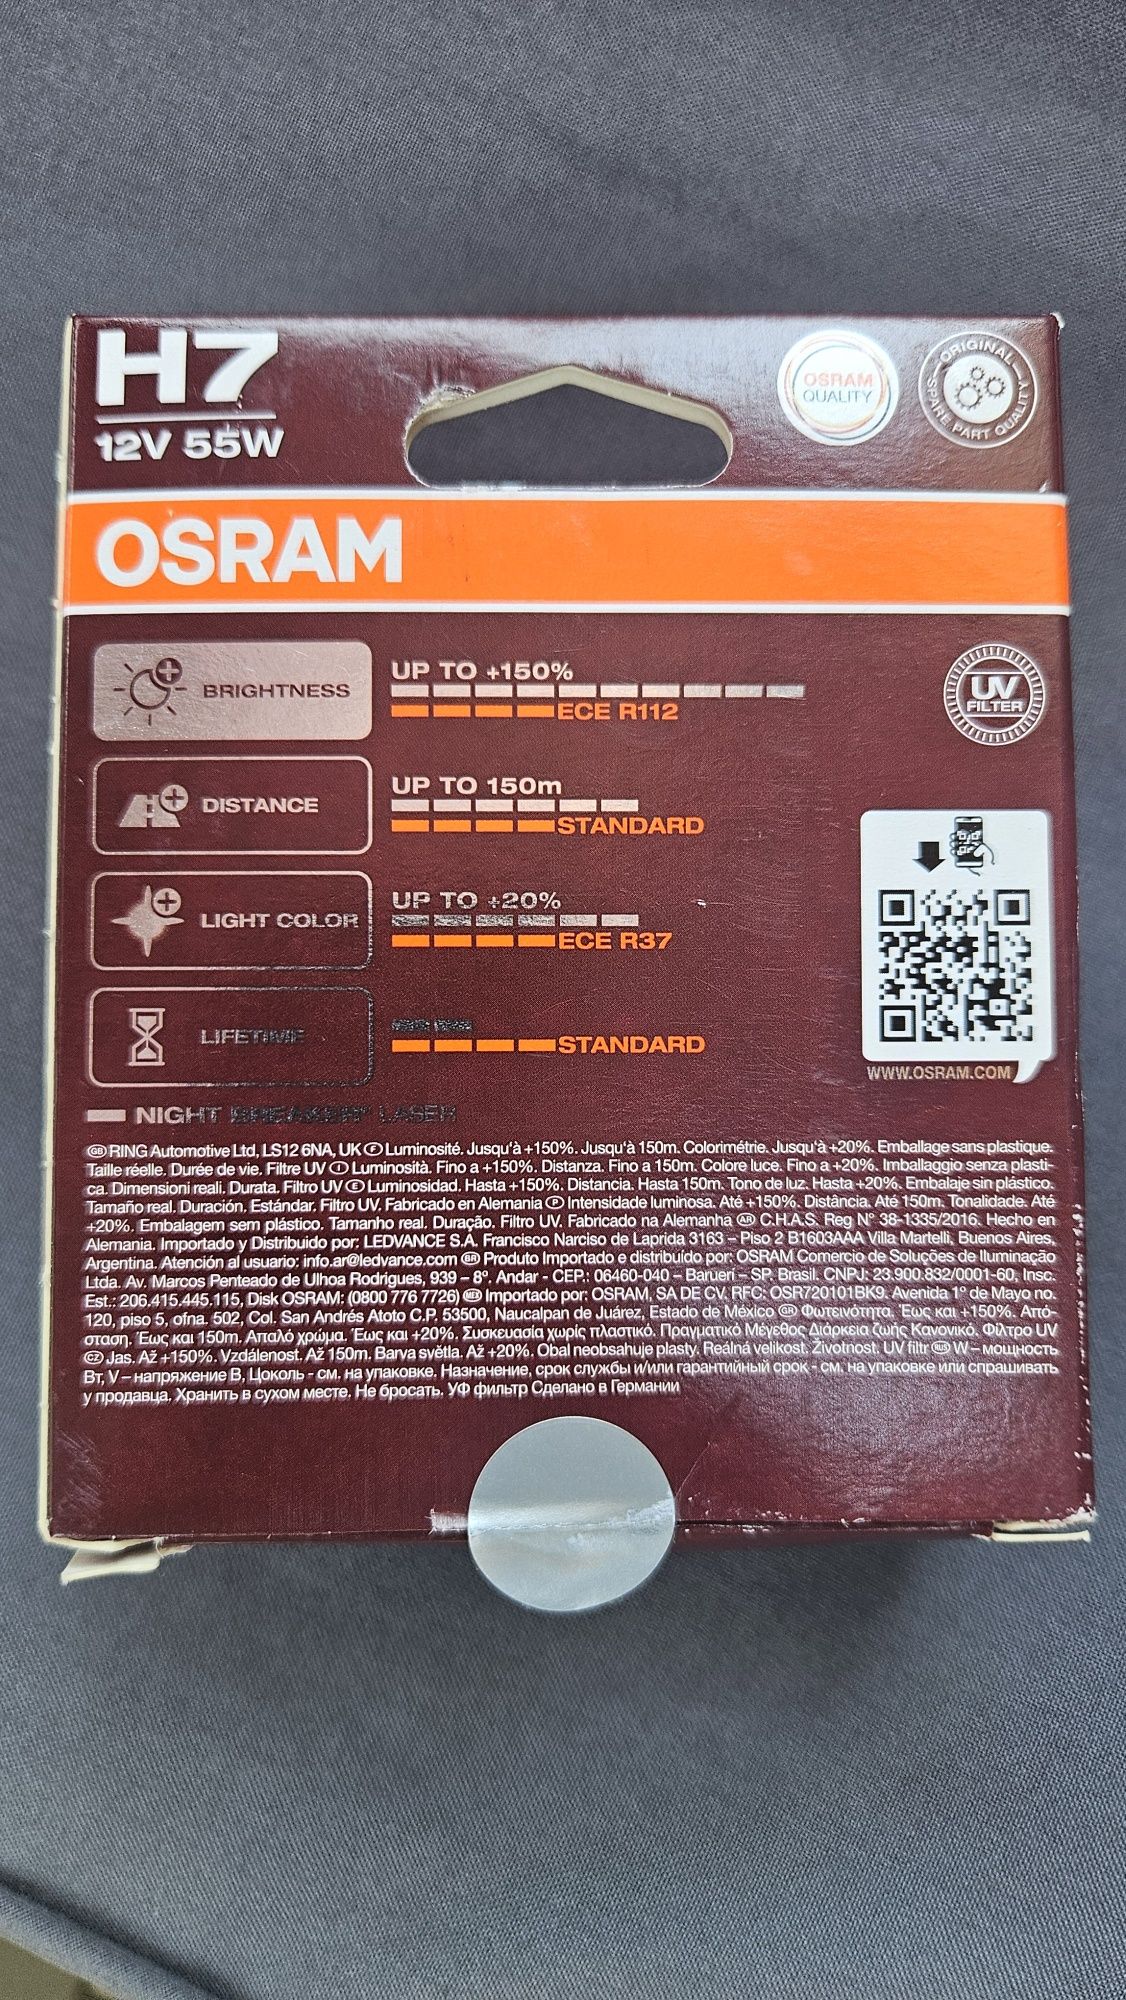 H7
12V 55W
OSRAM QUALITY
ORIGINAL SPARE PART QUALITY
OSRAM
BRIGHTNESS
UP TO +150%
ECE R112
UV FILTER
DISTANCE
UP TO 150m
STANDARD
LIGHT COLOR
UP TO +20%
ECE R37
LIFETIME
STANDARD
WWW.OSRAM.COM
NIGHT BREAKER® LASER
GB RING Automotive Ltd, LS12 6NA, UK F Luminosité. Jusqu'à +150%. Jusqu'à 150m. Colorimétrie. Jusqu'à +20%. Emballage sans plastique.
Taille réelle. Durée de vie. Filtre UV I Luminosità. Fino a +150%. Distanza. Fino a 150m. Colore luce. Fino a +20%. Imballaggio senza plasti-
ca. Dimensioni reali. Durata. Filtro UV E Luminosidad. Hasta +150%. Distancia. Hasta 150m. Tono de luz. Hasta +20%. Embalaje sin plástico.
Tamaño real. Duración. Estándar. Filtro UV. Fabricado en Alemania P Intensidade luminosa. Até +150%. Distância. Até 150m. Tonalidade. Até
+20%. Embalagem sem plástico. Tamanho real. Duração. Filtro UV. Fabricado na Alemanha AR C.H.A.S. Reg N° 38-1335/2016. Hecho en
Alemania. Importado y Distribuido por: LEDVANCE S.A. Francisco Narciso de Laprida 3163 – Piso 2 B1603AAA Villa Martelli, Buenos Aires,
Argentina. Atención al usuario: info.ar@ledvance.com BR Produto Importado e distribuído por: OSRAM Comercio de Soluções de Iluminação
Ltda. Av. Marcos Penteado de Ulhoa Rodrigues, 939 – 8°. Andar - CEP.: 06460-040 – Barueri – SP. Brasil. CNPJ: 23.900.832/0001-60, Insc.
Est.: 206.415.445.115, Disk OSRAM: (0800 776 7726) MEX Importado por: OSRAM, SA DE CV. RFC: OSR720101BK9. Avenida 1° de Mayo no.
120, piso 5, ofna. 502, Col. San Andrés Atoto C.P. 53500, Naucalpan de Juárez, Estado de México GR Φωτεινότητα. Έως και +150%. Από-
σταση. Έως και 150m. Απαλό χρώμα. Έως και +20%. Συσκευασία χωρίς πλαστικό. Πραγματικό Μέγεθος Διάρκεια ζωής Κανονικό. Φίλτρο UV
CZ Jas. Až +150%. Vzdálenost. Až 150m. Barva světla. Až +20%. Obal neobsahuje plasty. Reálná velikost. Životnost. UV filtr RUS W – мощность
Вт, V – напряжение В, Цоколь - см. на упаковке. Назначение, срок службы и/или гарантийный срок - см. на упаковке или спрашивать
у продавца. Хранить в сухом месте. Не бросать. УФ фильтр Сделано в Германии